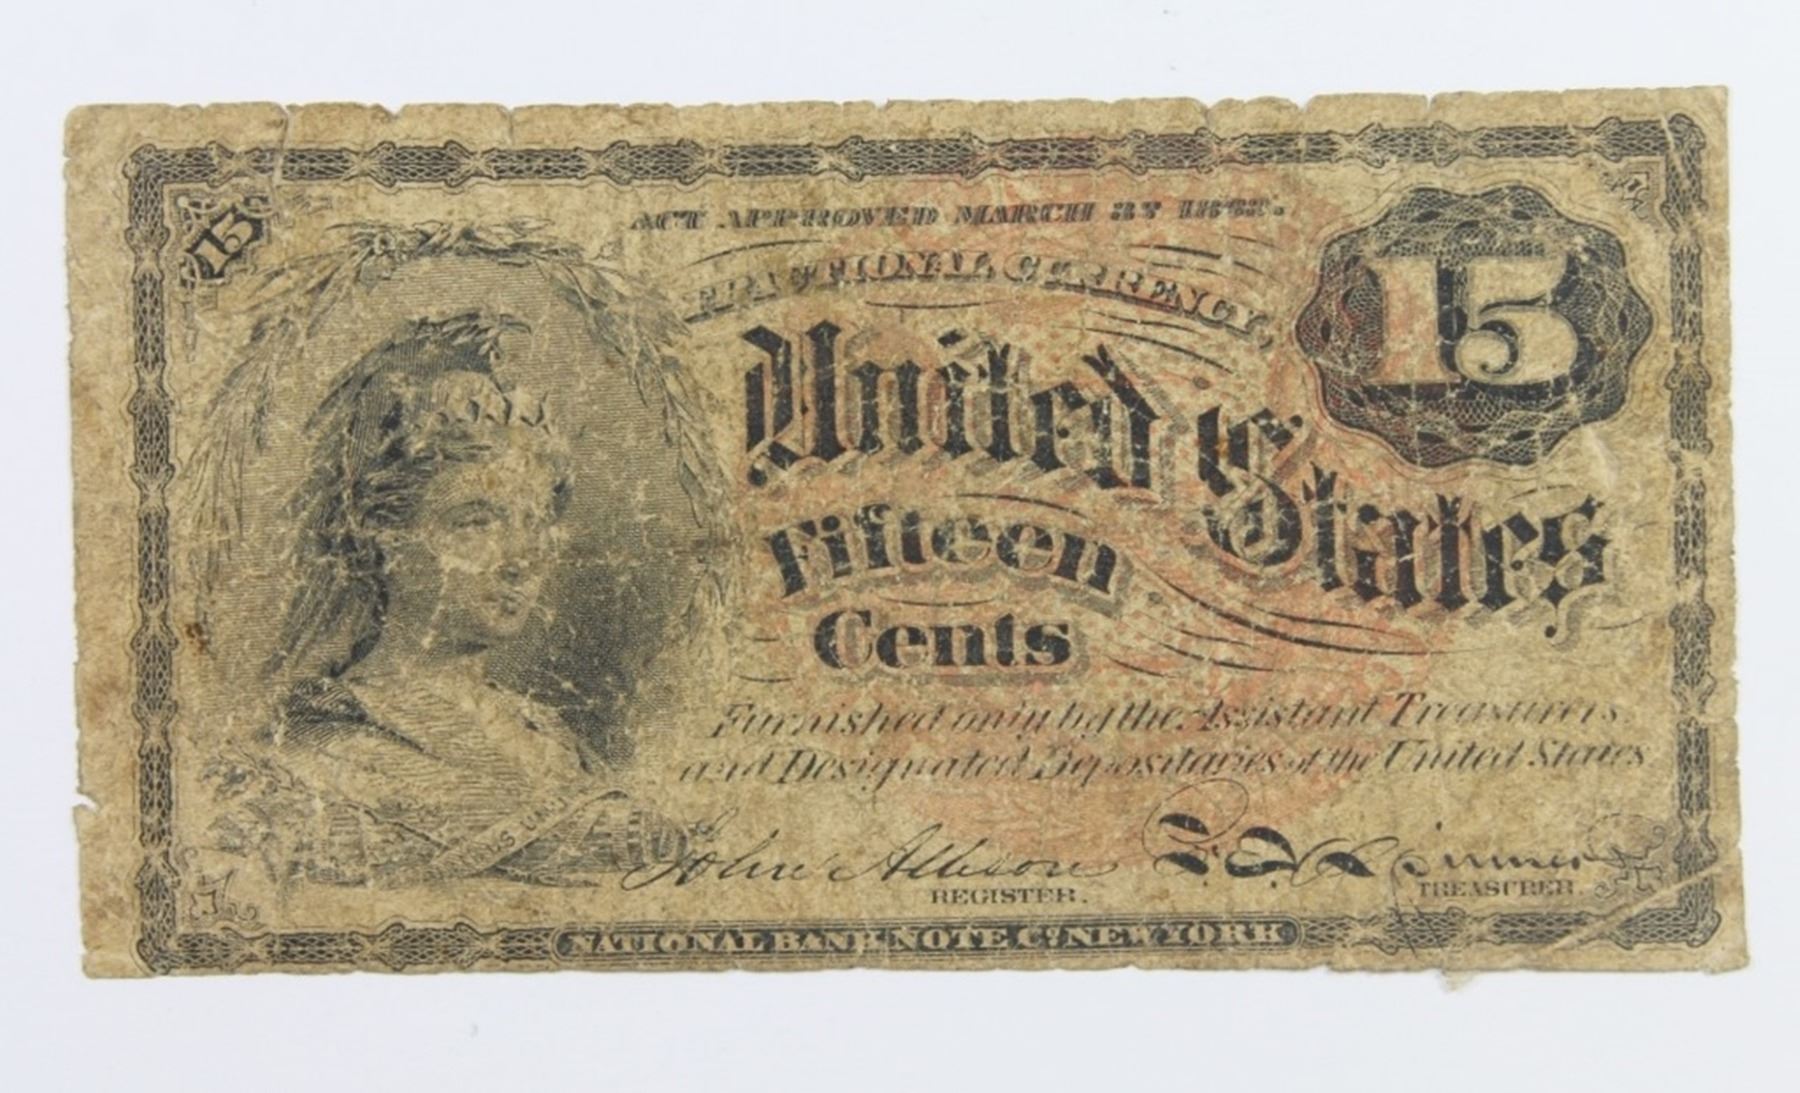 ACT APPROVED MARCH 3? 1863.
FRACTIONAL CURRENCY,
15
15
United States
Fifteen
Cents
Furnished only by the Assistant Treasurers
and Designated Depositaries of the United States
John Allison
REGISTER.
TREASURER.
NATIONAL BANK NOTE Co. NEW YORK